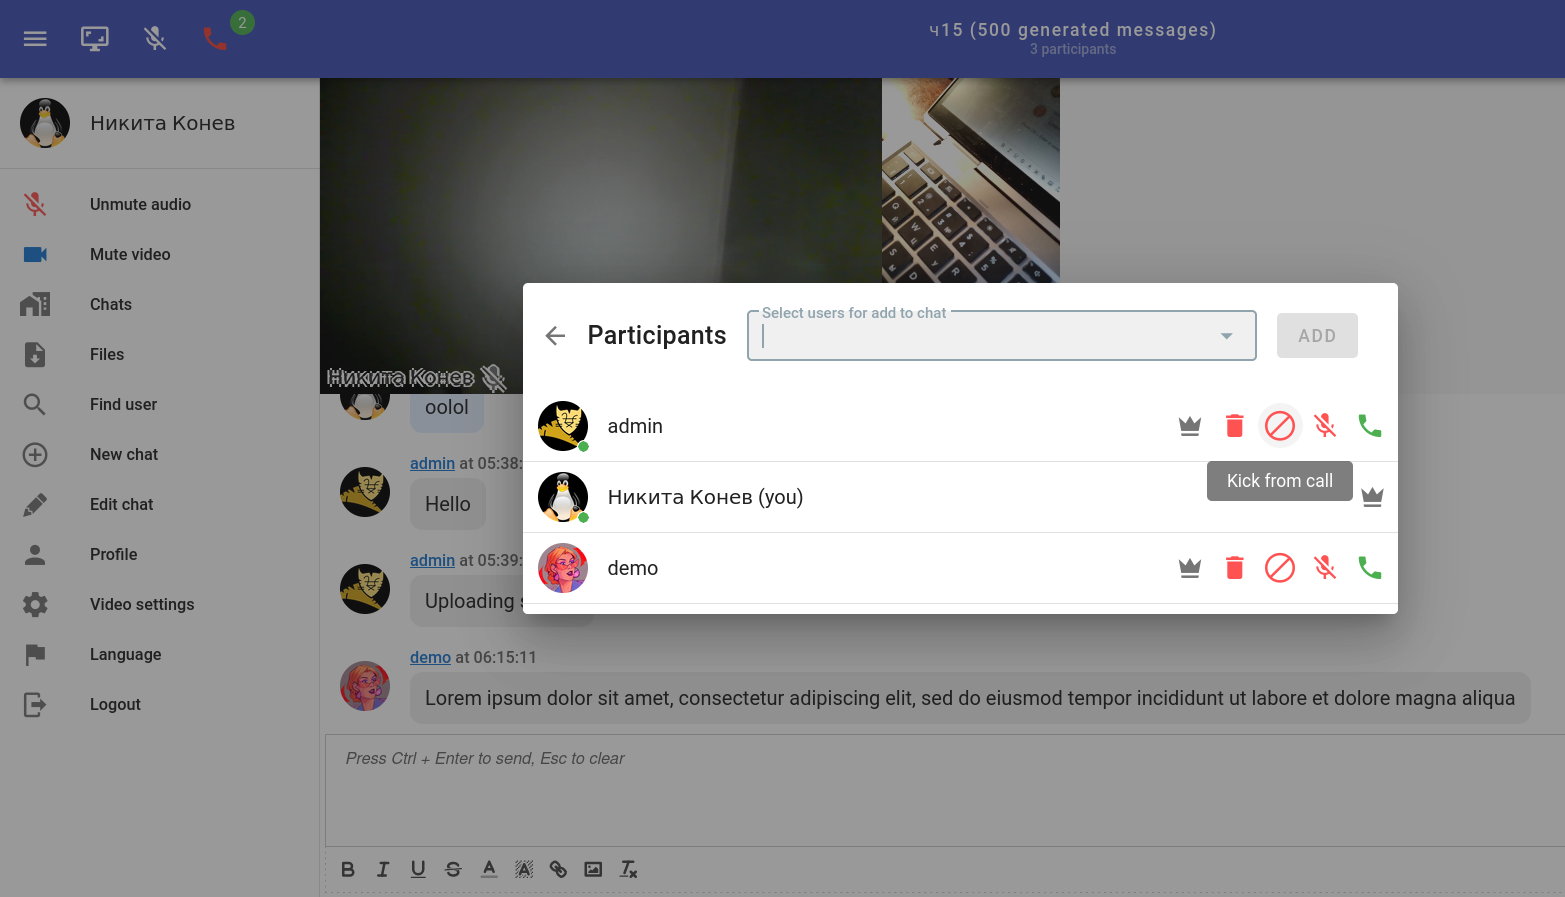 2
ч15 (500 generated messages)
3 participants
Никита Конев
Unmute audio
Mute video
Chats
Files
Find user
New chat
Edit chat
Profile
Video settings
Language
Logout
Никита Конев
oolol
admin at 05:38:
Hello
admin at 05:39:
Uploading
demo at 06:15:11
Lorem ipsum dolor sit amet, consectetur adipiscing elit, sed do eiusmod tempor incididunt ut labore et dolore magna aliqua
Press Ctrl + Enter to send, Esc to clear
Participants
Select users for add to chat
ADD
admin
Kick from call
Никита Конев (you)
demo